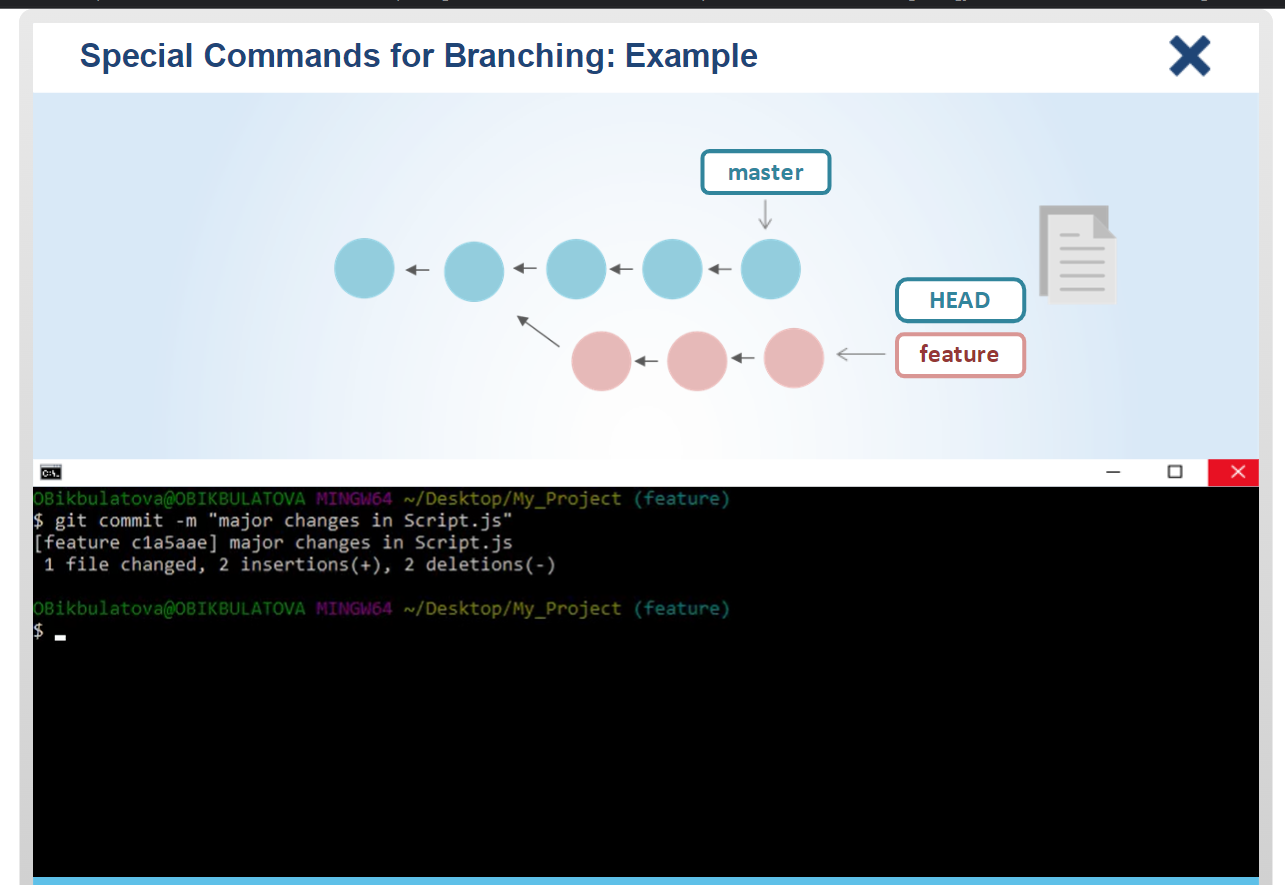 Special Commands for Branching: Example
master
HEAD
feature
C:\.
OBikbulatova@OBIKBULATOVA MINGW64 ~/Desktop/My_Project (feature)
$ git commit -m "major changes in Script.js"
[feature c1a5aae] major changes in Script.js
1 file changed, 2 insertions(+), 2 deletions(-)
OBikbulatova@OBIKBULATOVA MINGW64 ~/Desktop/My_Project (feature)
$